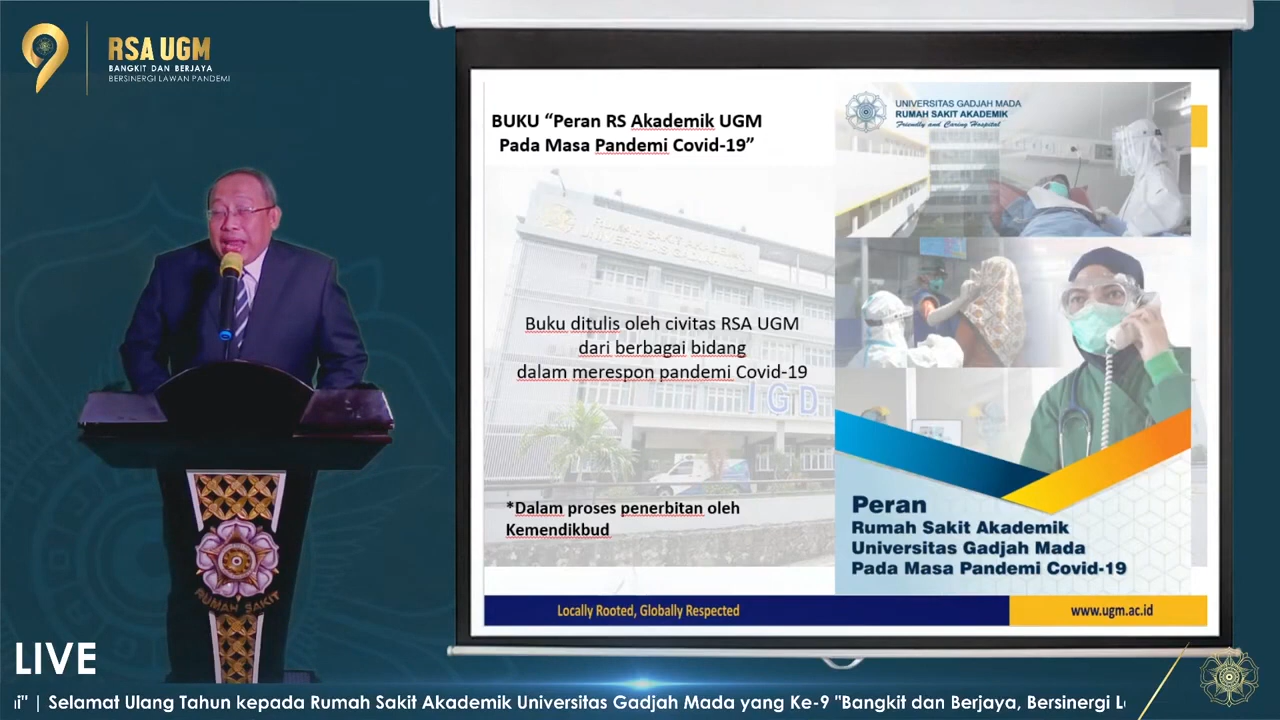 RSA UGM
BANGKIT DAN BERJAYA
BERSINERGI LAWAN PANDEMI
BUKU “Peran RS Akademik UGM
Pada Masa Pandemi Covid-19”
Buku ditulis oleh civitas RSA UGM
dari berbagai bidang
dalam merespon pandemi Covid-19
IGD
*Dalam proses penerbitan oleh
Kemendikbud
UNIVERSITAS GADJAH MADA
RUMAH SAKIT AKADEMIK
Friendly and Caring Hospital
Peran
Rumah Sakit Akademik
Universitas Gadjah Mada
Pada Masa Pandemi Covid-19
Locally Rooted, Globally Respected
www.ugm.ac.id
RUMAH SAKIT
LIVE
" | Selamat Ulang Tahun kepada Rumah Sakit Akademik Universitas Gadjah Mada yang Ke-9 "Bangkit dan Berjaya, Bersinergi